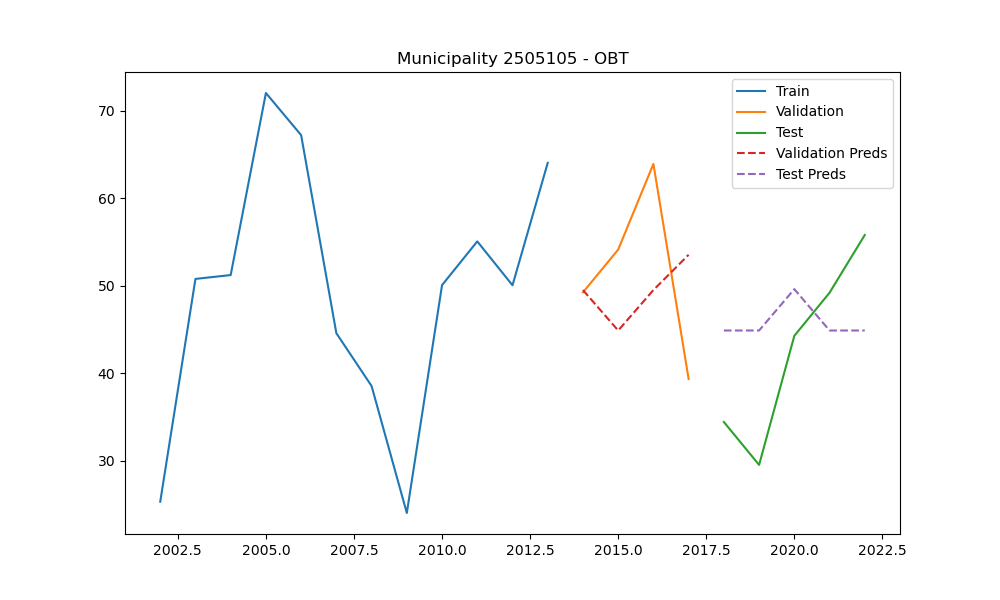 Municipality 2505105 - OBT
Train
Validation
Test
Validation Preds
Test Preds
70
60
50
40
30
2002.5 2005.0 2007.5 2010.0 2012.5 2015.0 2017.5 2020.0 2022.5